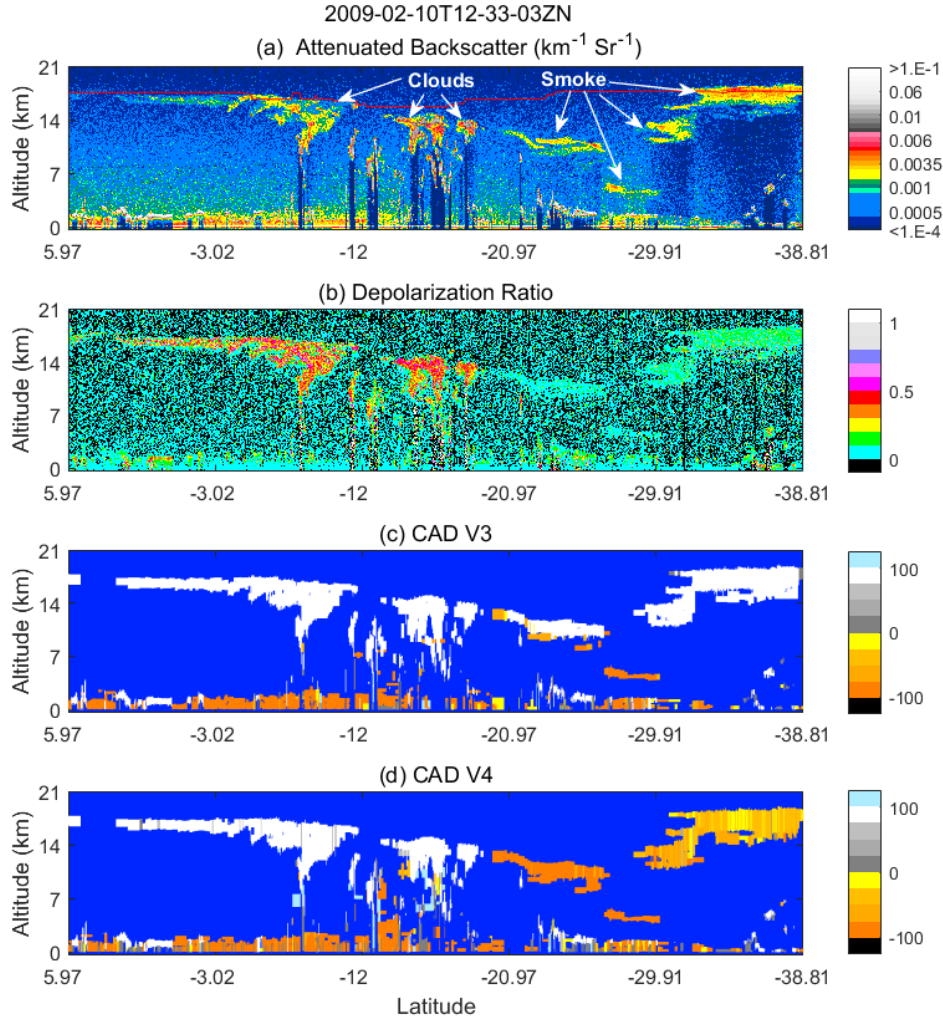 2009-02-10T12-33-03ZN
(a) Attenuated Backscatter (km⁻¹ Sr⁻¹)
21
14
7
0
Altitude (km)
Clouds
Smoke
>1.E-1
0.06
0.01
0.006
0.0035
0.001
0.0005
<1.E-4
5.97 -3.02 -12 -20.97 -29.91 -38.81
(b) Depolarization Ratio
21
14
7
0
Altitude (km)
1
0.5
0
5.97 -3.02 -12 -20.97 -29.91 -38.81
(c) CAD V3
21
14
7
0
Altitude (km)
100
0
-100
5.97 -3.02 -12 -20.97 -29.91 -38.81
(d) CAD V4
21
14
7
0
Altitude (km)
100
0
-100
5.97 -3.02 -12 -20.97 -29.91 -38.81
Latitude